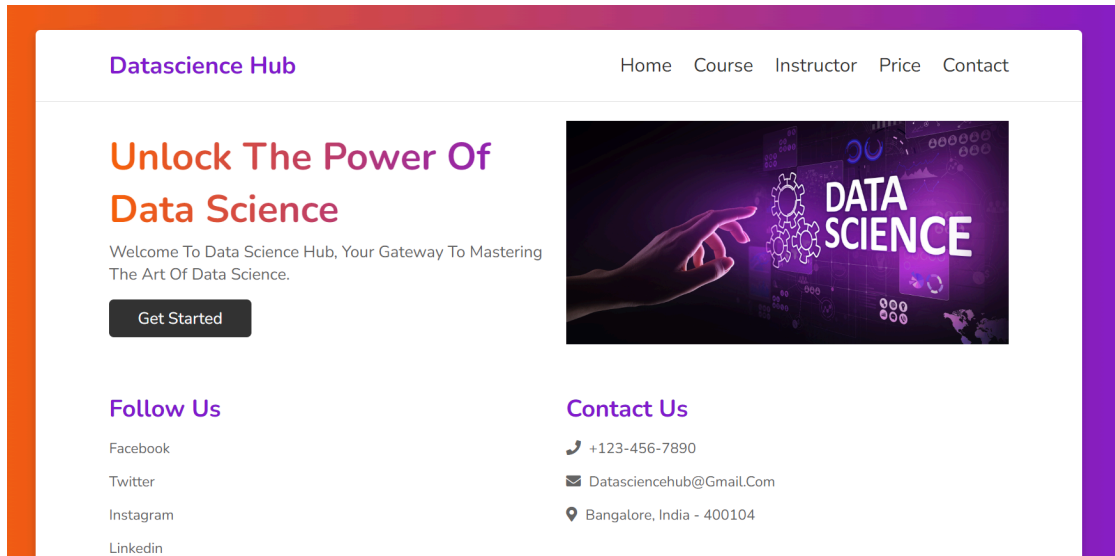 Datascience Hub
Home Course Instructor Price Contact
Unlock The Power Of
Data Science
Welcome To Data Science Hub, Your Gateway To Mastering
The Art Of Data Science.
Get Started
DATA
SCIENCE
Follow Us
Facebook
Twitter
Instagram
Linkedin
Contact Us
+123-456-7890
Datasciencehub@Gmail.Com
Bangalore, India - 400104